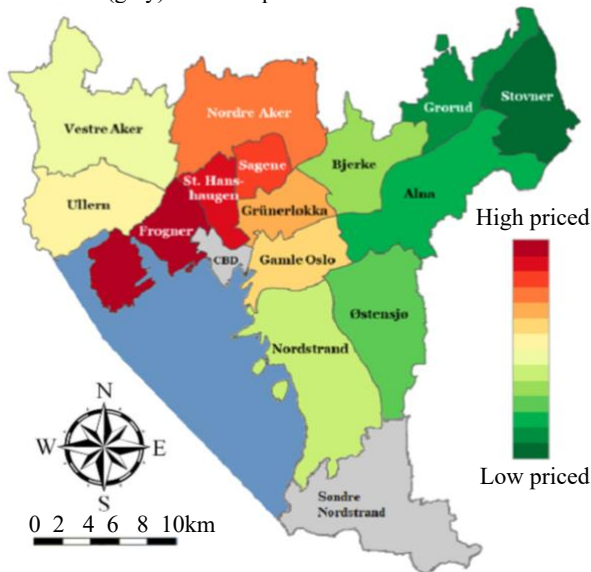 Vestre Aker
Nordre Aker
Grorud
Stovner
Sagene
Bjerke
St. Hans-
haugen
Alna
Ullern
Grünerløkka
Frogner
High priced
CBD
Gamle Oslo
Østensjø
Nordstrand
N
W E
S
Low priced
Søndre
Nordstrand
0 2 4 6 8 10km